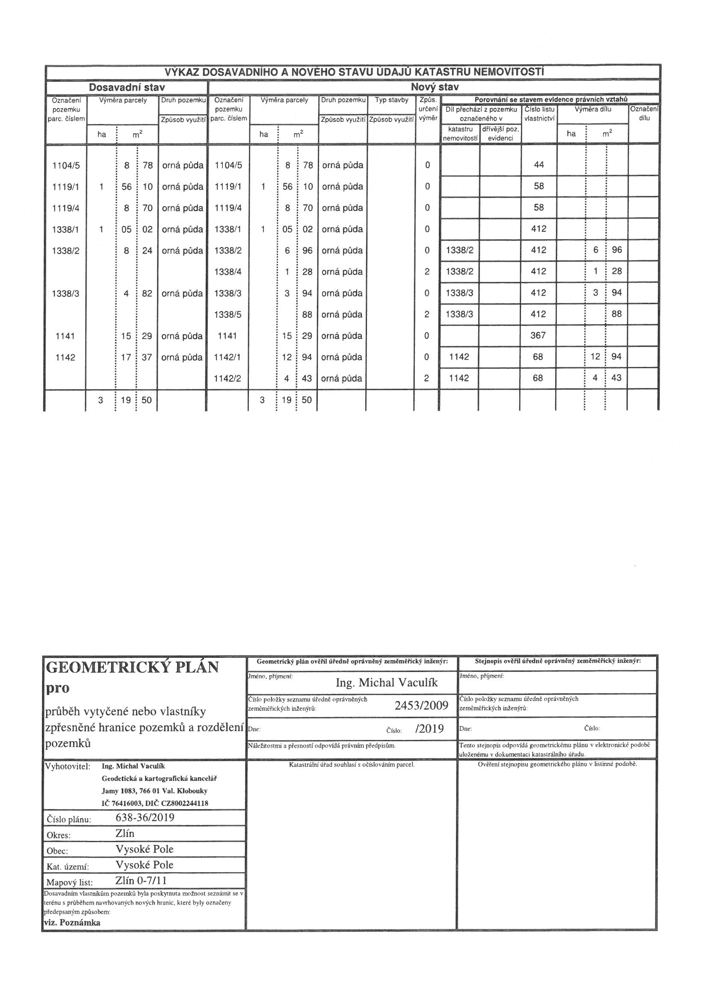 VÝKAZ DOSAVADNÍHO A NOVÉHO STAVU ÚDAJŮ KATASTRU NEMOVITOSTÍ
Dosavadní stav Nový stav
Označení pozemku parc. číslem Výměra parcely Druh pozemku Označení pozemku parc. číslem Výměra parcely Druh pozemku Typ stavby Způs. určení výměr Porovnání se stavem evidence právních vztahů
Způsob využití Způsob využití Způsob využití Díl přechází z pozemku označeného v Číslo listu vlastnictví Výměra dílu Označení dílu
ha m² ha m² katastru nemovitostí dřívější poz. evidenci ha m²
1104/5 8 78 orná půda 1104/5 8 78 orná půda 0 44
1119/1 1 56 10 orná půda 1119/1 1 56 10 orná půda 0 58
1119/4 8 70 orná půda 1119/4 8 70 orná půda 0 58
1338/1 1 05 02 orná půda 1338/1 1 05 02 orná půda 0 412
1338/2 8 24 orná půda 1338/2 6 96 orná půda 0 1338/2 412 6 96
1338/4 1 28 orná půda 2 1338/2 412 1 28
1338/3 4 82 orná půda 1338/3 3 94 orná půda 0 1338/3 412 3 94
1338/5 88 orná půda 2 1338/3 412 88
1141 15 29 orná půda 1141 15 29 orná půda 0 367
1142 17 37 orná půda 1142/1 12 94 orná půda 0 1142 68 12 94
1142/2 4 43 orná půda 2 1142 68 4 43
3 19 50 3 19 50
GEOMETRICKÝ PLÁN
pro
průběh vytyčené nebo vlastníky
zpřesněné hranice pozemků a rozdělení
pozemků
Vyhotovitel: Ing. Michal Vaculík
Geodetická a kartografická kancelář
Jamy 1083, 766 01 Val. Klobouky
IČ 76416003, DIČ CZ8002244118
Číslo plánu: 638-36/2019
Okres: Zlín
Obec: Vysoké Pole
Kat. území: Vysoké Pole
Mapový list: Zlín 0-7/11
Dosavadním vlastníkům pozemků byla poskytnuta možnost seznámit se v
terénu s průběhem navrhovaných nových hranic, které byly označeny
předepsaným způsobem:
viz. Poznámka
Geometrický plán ověřil úředně oprávněný zeměměřický inženýr:
Jméno, příjmení: Ing. Michal Vaculík
Číslo položky seznamu úředně oprávněných
zeměměřických inženýrů: 2453/2009
Dne: Číslo: /2019
Náležitostmi a přesností odpovídá právním předpisům.
Katastrální úřad souhlasí s očíslováním parcel.
Stejnopis ověřil úředně oprávněný zeměměřický inženýr:
Jméno, příjmení:
Číslo položky seznamu úředně oprávněných
zeměměřických inženýrů:
Dne: Číslo:
Tento stejnopis odpovídá geometrickému plánu v elektronické podobě
uloženému v dokumentaci katastrálního úřadu.
Ověření stejnopisu geometrického plánu v listinné podobě.